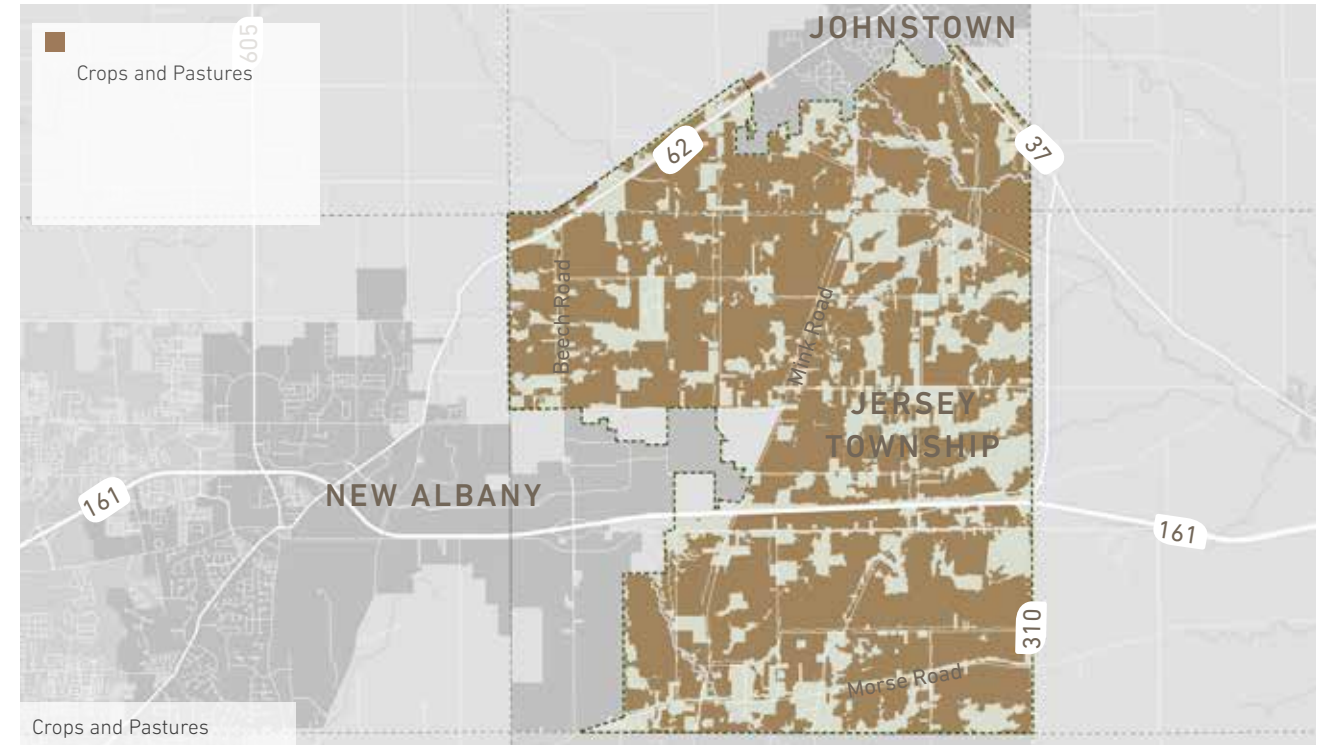 JOHNSTOWN
605
Crops and Pastures
62
37
Beech Road
Mink Road
JERSEY
TOWNSHIP
161
NEW ALBANY
161
310
Morse Road
Crops and Pastures